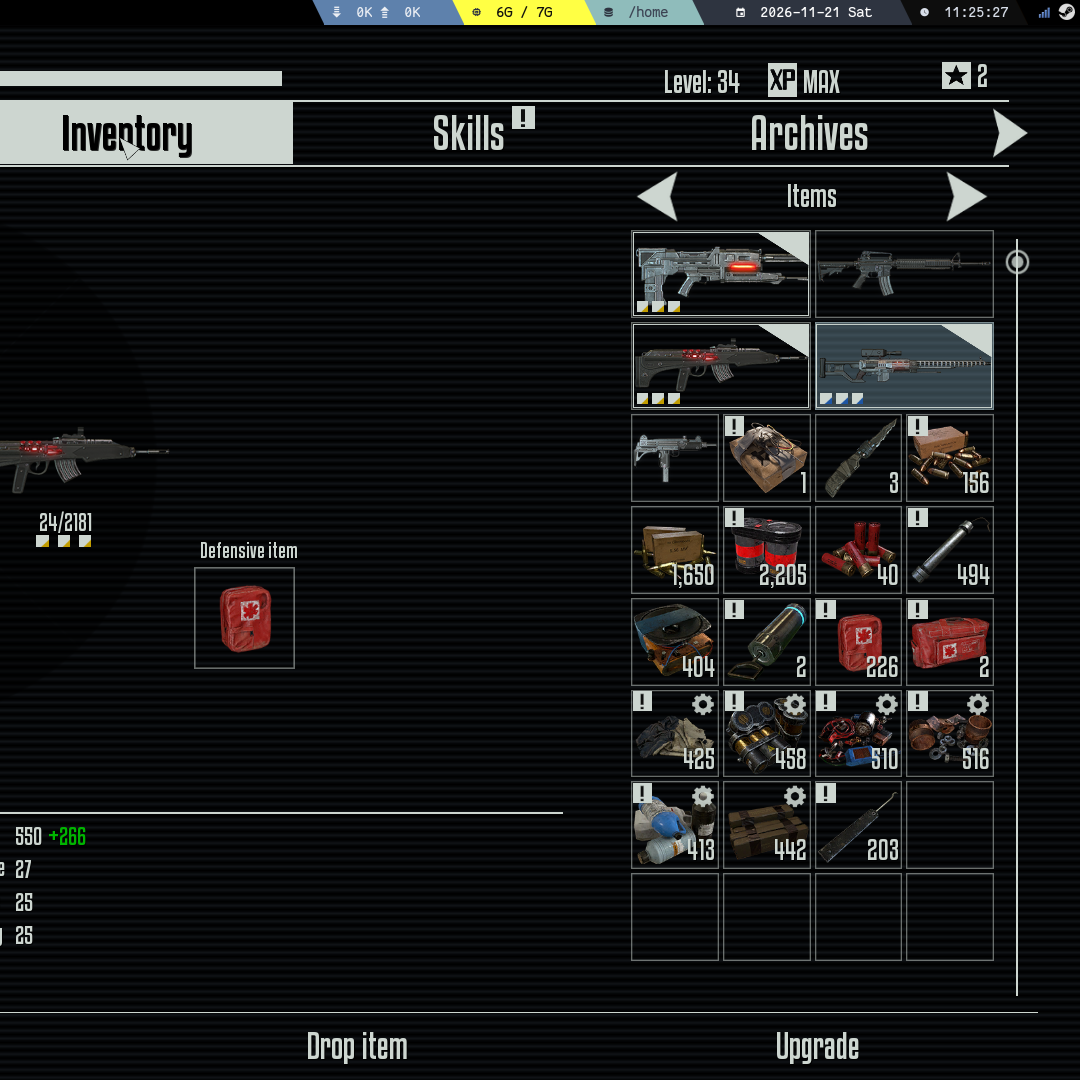 0K 0K 6G / 7G /home 2026-11-21 Sat 11:25:27
Level: 34 XP MAX 2
Inventory Skills ! Archives
Items
24/2181
Defensive item
! 1 3 ! 156
1,650 ! 2,205 40 ! 494
404 ! 2 ! 226 ! 2
! 425 ! 458 ! 510 ! 516
! 413 442 ! 203
550 +266
27
25
25
Drop item Upgrade